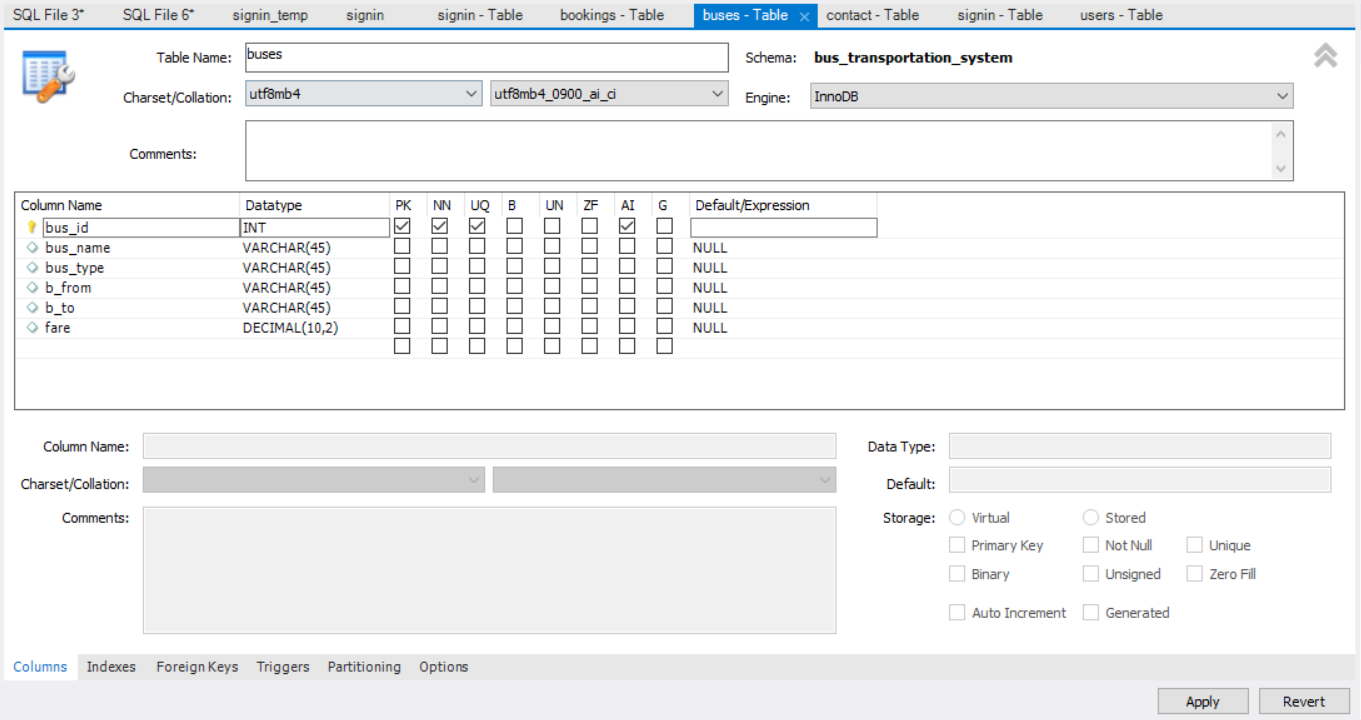 SQL File 3* SQL File 6* signin_temp signin signin - Table bookings - Table buses - Table contact - Table signin - Table users - Table
Table Name: buses Schema: bus_transportation_system
Charset/Collation: utf8mb4 utf8mb4_0900_ai_ci Engine: InnoDB
Comments:
Column Name Datatype PK NN UQ B UN ZF AI G Default/Expression
bus_id INT
bus_name VARCHAR(45) NULL
bus_type VARCHAR(45) NULL
b_from VARCHAR(45) NULL
b_to VARCHAR(45) NULL
fare DECIMAL(10,2) NULL
Column Name: Data Type:
Charset/Collation: Default:
Comments: Storage: Virtual Stored
Primary Key Not Null Unique
Binary Unsigned Zero Fill
Auto Increment Generated
Columns Indexes Foreign Keys Triggers Partitioning Options
Apply Revert